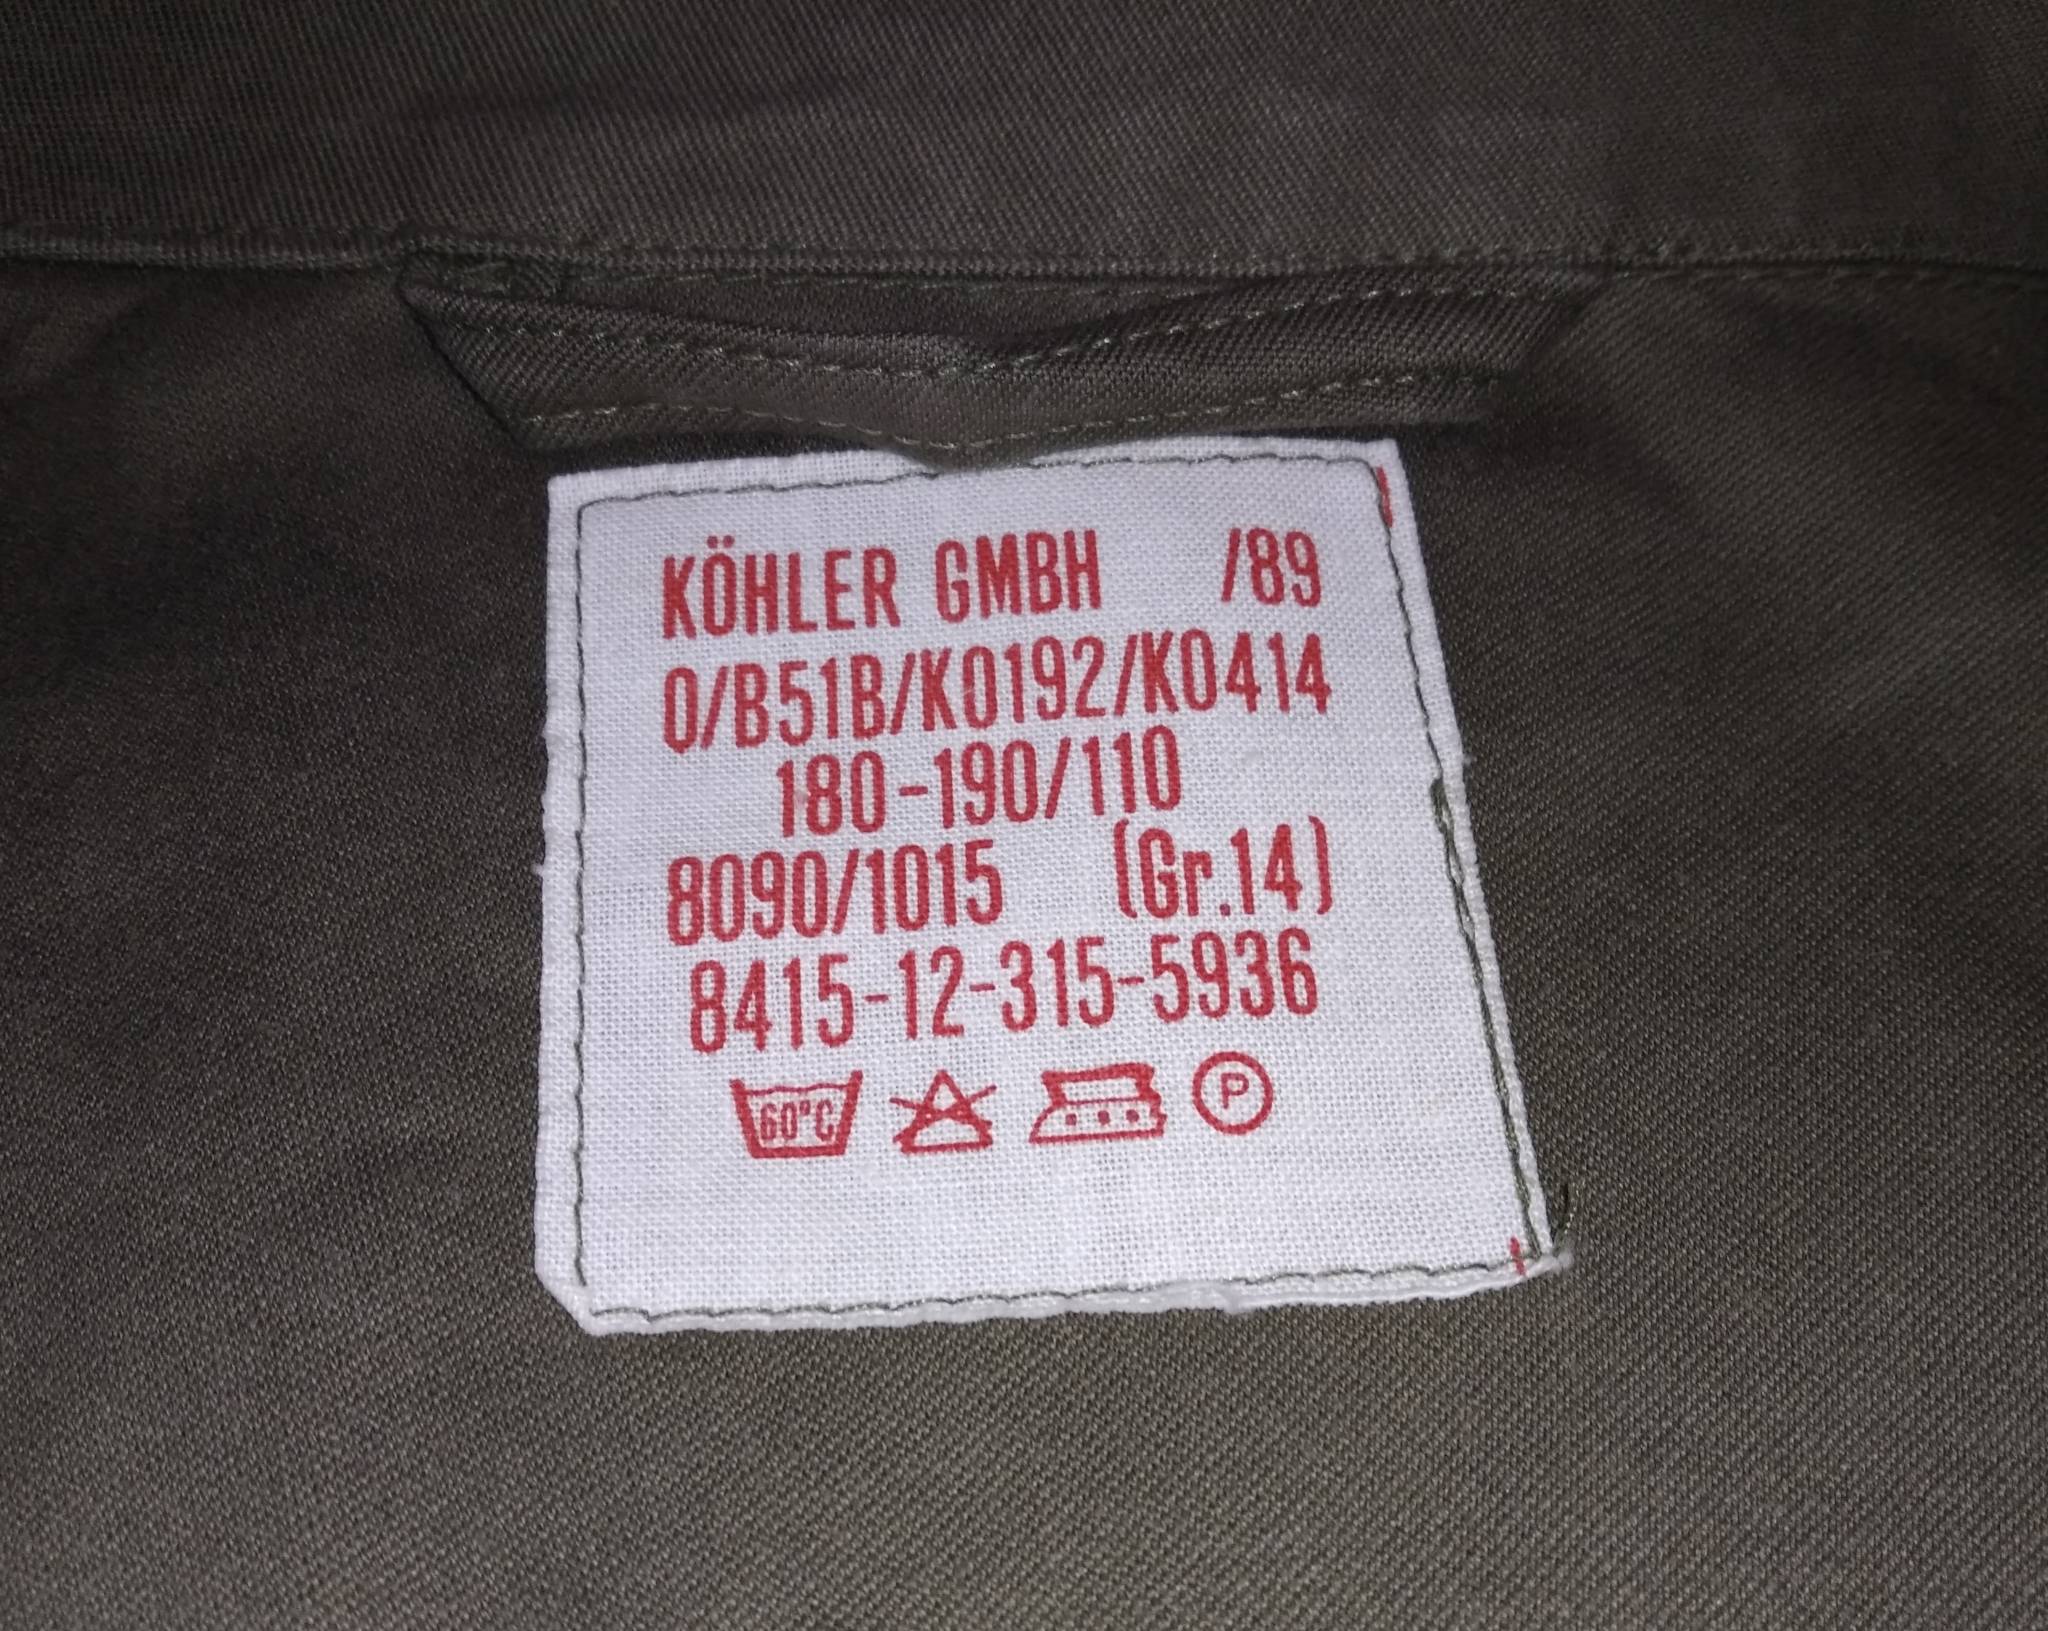 KÖHLER GMBH /89
0/B51B/K0192/K0414
180-190/110
8090/1015 (Gr.14)
8415-12-315-5936
60°C P